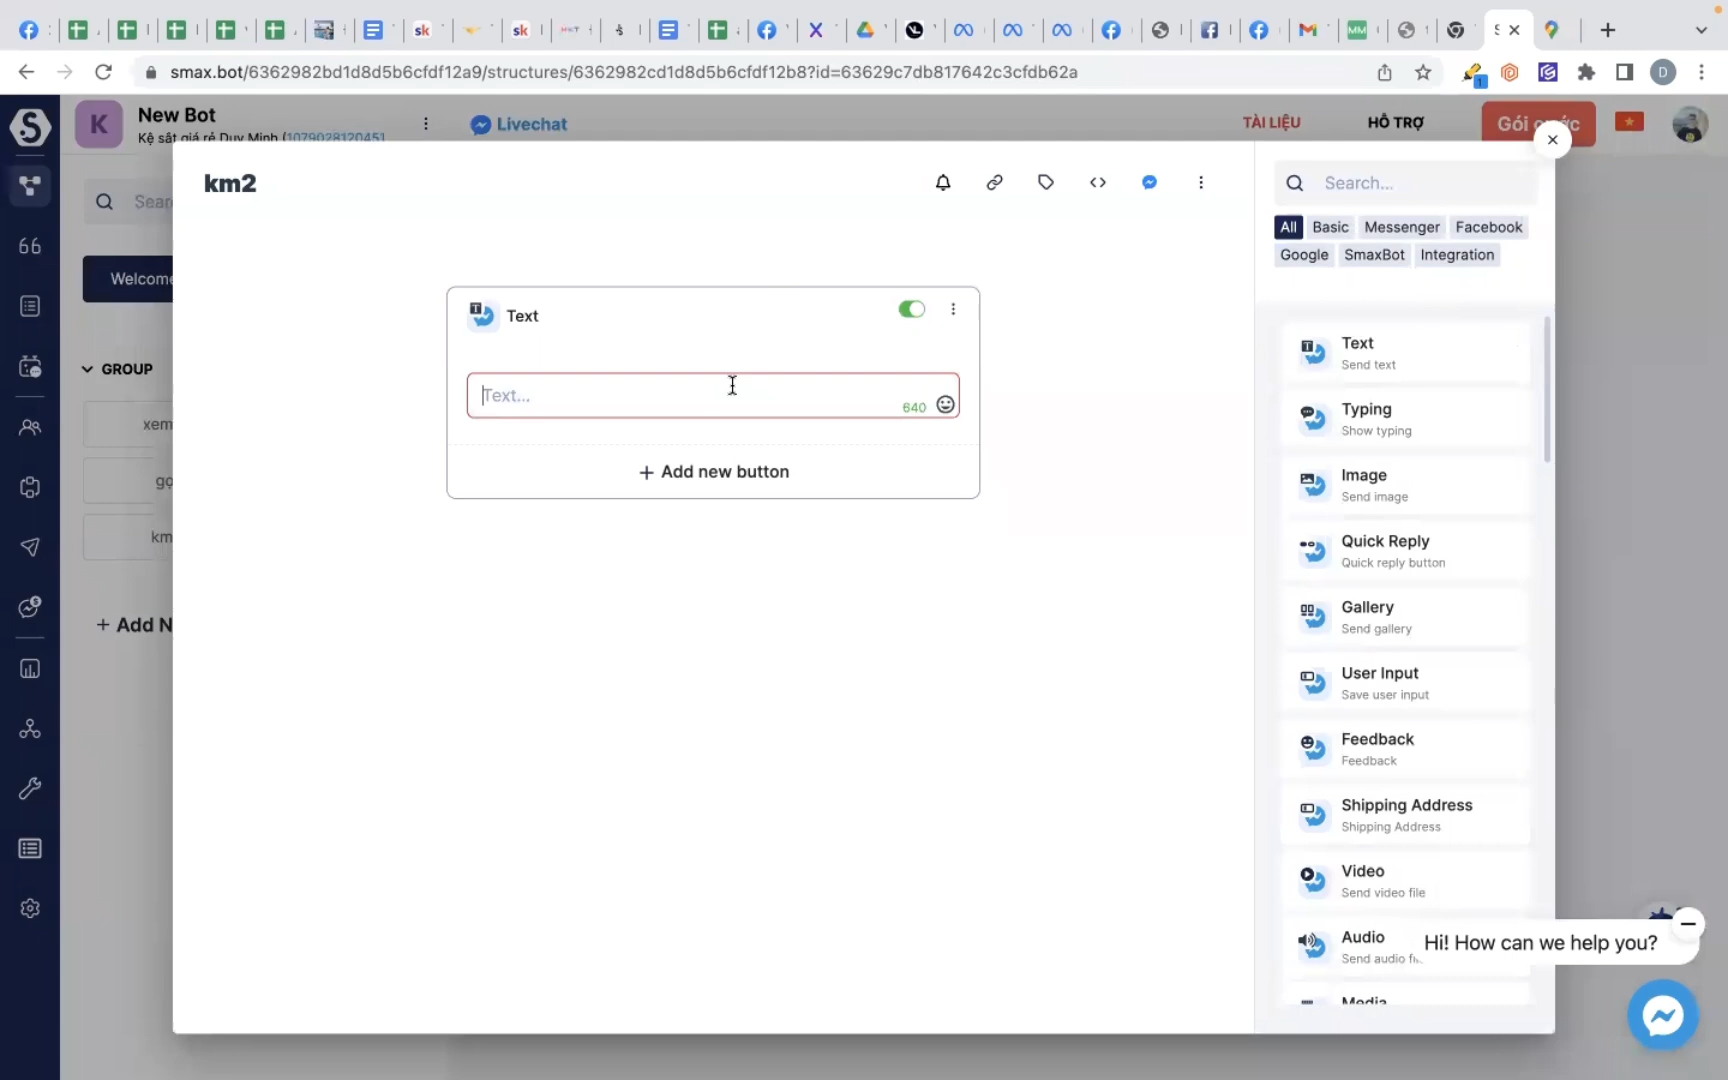 smax.bot/6362982bd1d8d5b6cfdf12a9/structures/6362982cd1d8d5b6cfdf12b8?id=63629c7db817642c3cfdb62a
D
K
New Bot
Kệ sắt giá rẻ Duy Minh (1079028120451
Livechat
TÀI LIỆU
HỖ TRỢ
Gói cước
km2
Search...
All
Basic
Messenger
Facebook
Google
SmaxBot
Integration
Sear
Welcome
GROUP
xem
gọ
km
+ Add N
Text
Text...
640
+ Add new button
Text
Send text
Typing
Show typing
Image
Send image
Quick Reply
Quick reply button
Gallery
Send gallery
User Input
Save user input
Feedback
Feedback
Shipping Address
Shipping Address
Video
Send video file
Audio
Send audio fi
Media
Hi! How can we help you?